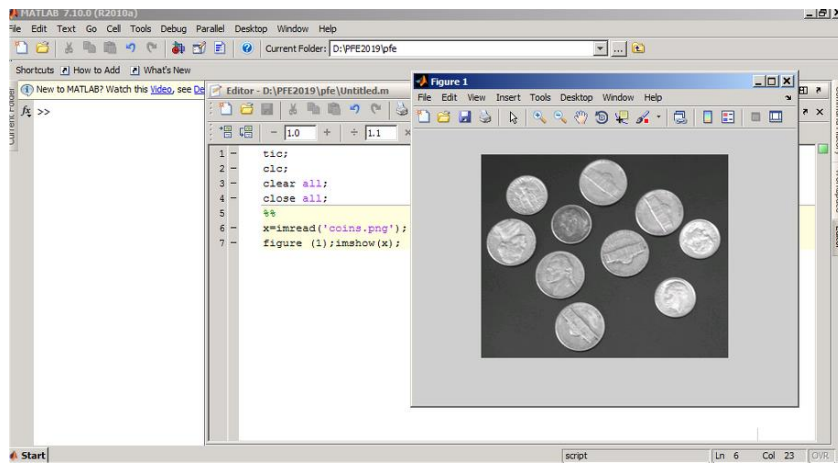 MATLAB 7.10.0 (R2010a)
File Edit Text Go Cell Tools Debug Parallel Desktop Window Help
Current Folder: D:\PFE2019\pfe
Shortcuts How to Add What's New
New to MATLAB? Watch this Video, see De
fx >>
Current Folder
Editor - D:\PFE2019\pfe\Untitled.m
- 1.0 + ÷ 1.1 ×
1 - tic;
2 - clc;
3 - clear all;
4 - close all;
5 %%
6 - x=imread('coins.png');
7 - figure (1);imshow(x);
Figure 1
File Edit View Insert Tools Desktop Window Help
Start
script
Ln 6 Col 23 OVR